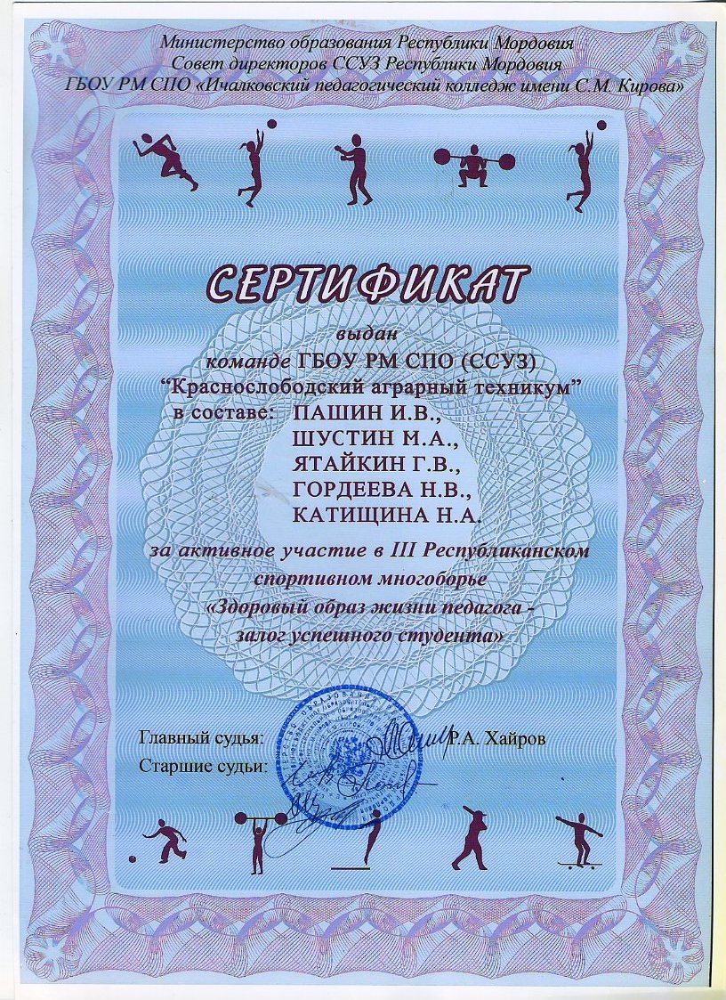 Министерство образования Республики Мордовия
Совет директоров ССУЗ Республики Мордовия
ГБОУ РМ СПО «Ичалковский педагогический колледж имени С.М. Кирова»
СЕРТИФИКАТ
выдан
команде ГБОУ РМ СПО (ССУЗ)
“Краснослободский аграрный техникум”
в составе: ПАШИН И.В.,
ШУСТИН М.А.,
ЯТАЙКИН Г.В.,
ГОРДЕЕВА Н.В.,
КАТИЩИНА Н.А.
за активное участие в III Республиканском
спортивном многоборье
«Здоровый образ жизни педагога -
залог успешного студента»
Главный судья: Р.А. Хайров
Старшие судьи: